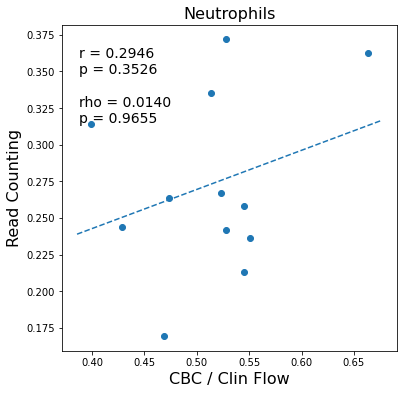 Neutrophils
r = 0.2946
p = 0.3526
rho = 0.0140
p = 0.9655
Read Counting
0.375
0.350
0.325
0.300
0.275
0.250
0.225
0.200
0.175
0.40 0.45 0.50 0.55 0.60 0.65
CBC / Clin Flow